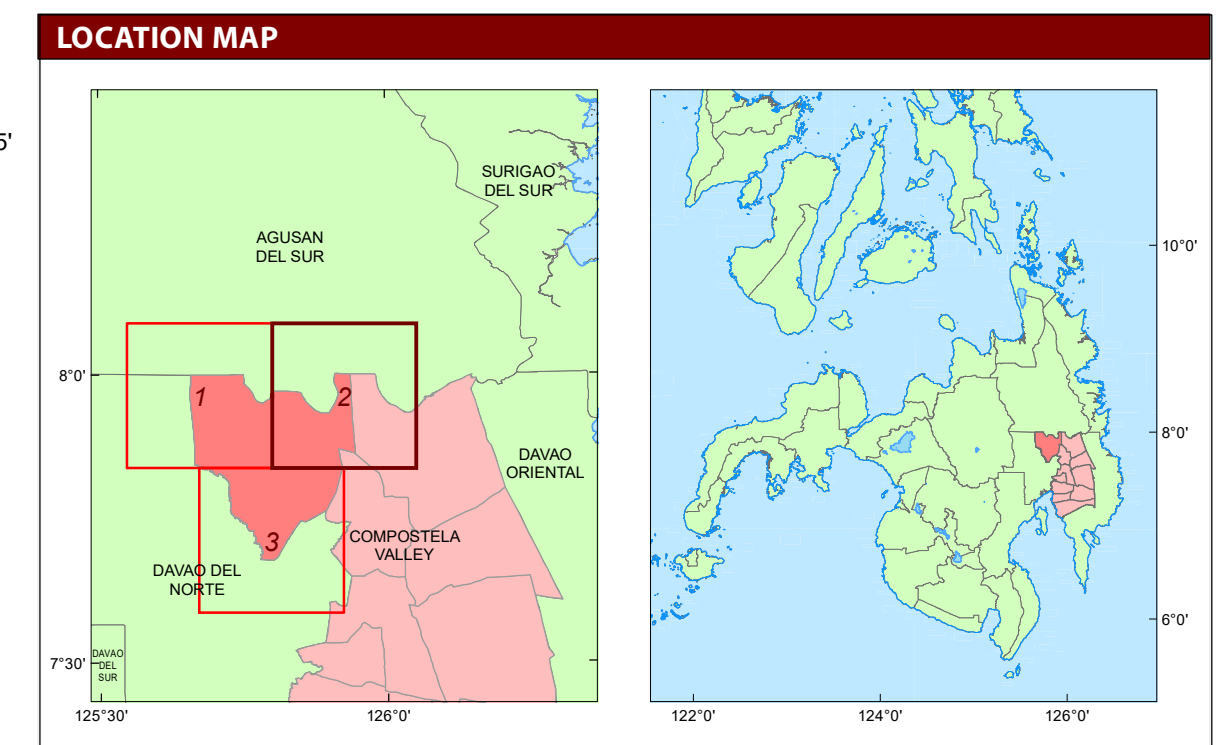 LOCATION MAP
5'
SURIGAO
DEL SUR
AGUSAN
DEL SUR
8°0'
1
2
DAVAO
ORIENTAL
3
COMPOSTELA
VALLEY
DAVAO DEL
NORTE
DAVAO
DEL
SUR
7°30'
125°30'
126°0'
10°0'
8°0'
6°0'
122°0'
124°0'
126°0'